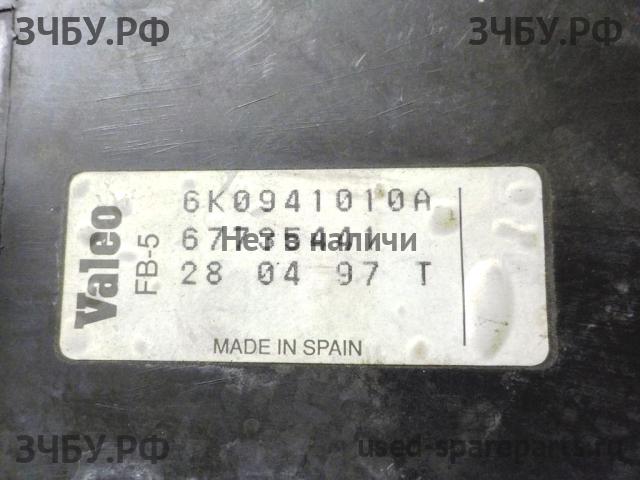 ЗЧБУ.РФ
ЗЧБУ.РФ
Valeo
FB-5
6K0941010A
Нет в наличи
28 04 97 T
MADE IN SPAIN
ЗЧБУ.РФ
used-spareparts.ru